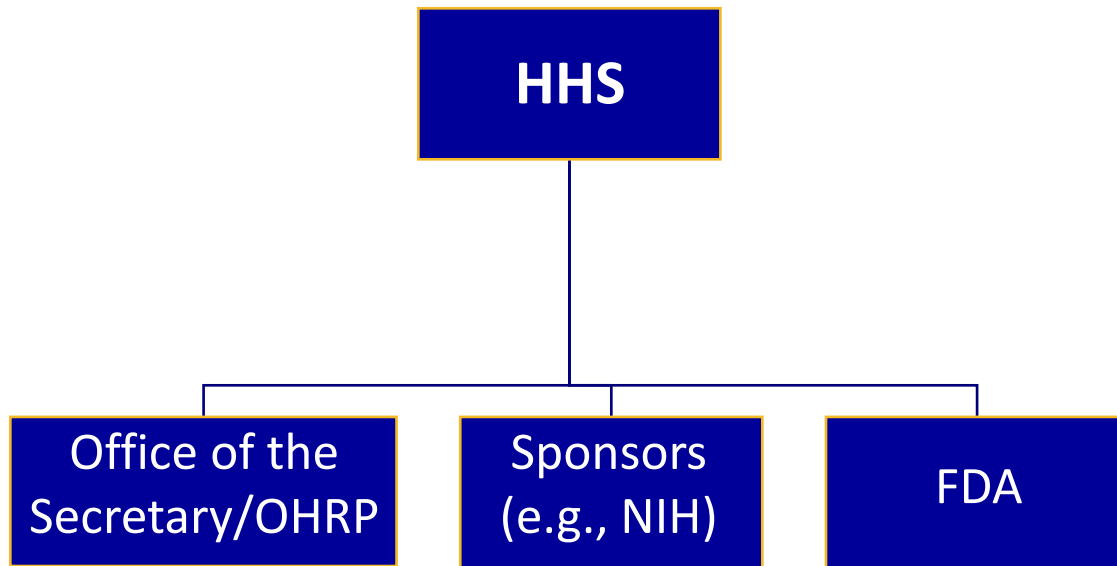 HHS
Office of the
Secretary/OHRP
Sponsors
(e.g., NIH)
FDA